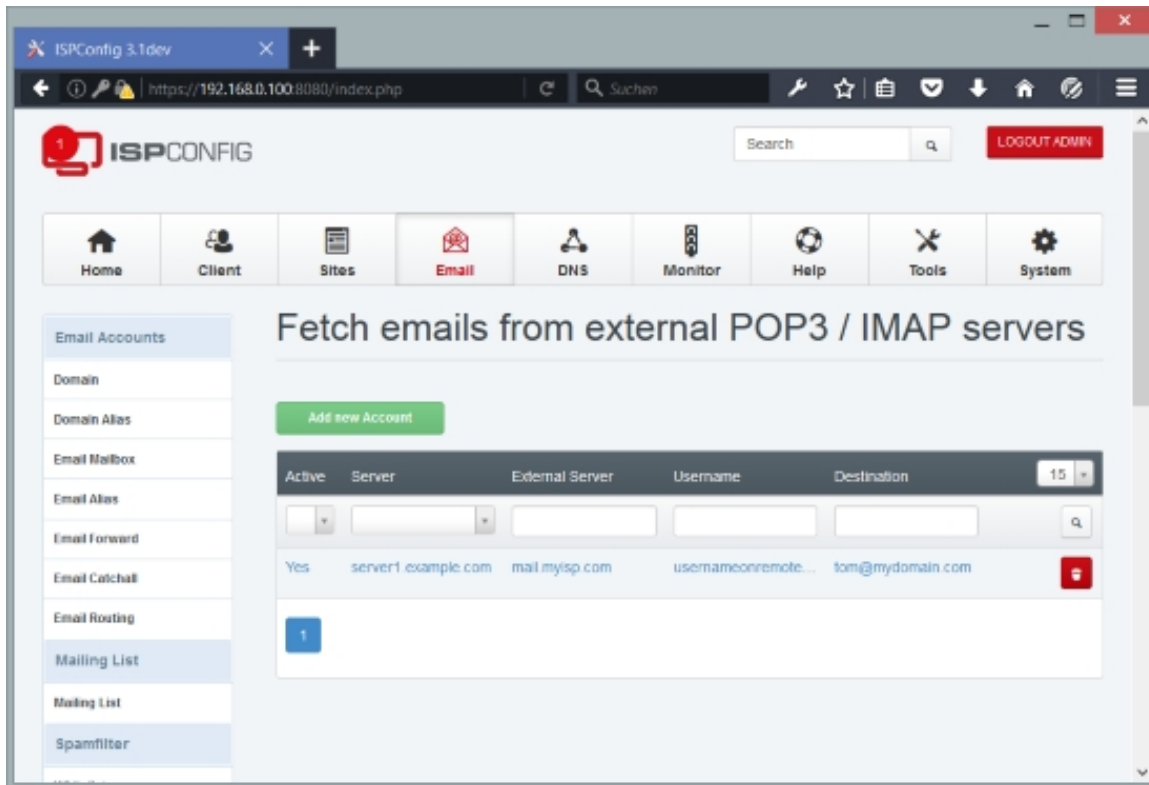 ISPConfig 3.1dev
https://192.168.0.100:8080/index.php
Suchen
1
ISPCONFIG
Search
LOGOUT ADMIN
Home Client Sites Email DNS Monitor Help Tools System
Email Accounts
Domain
Domain Alias
Email Mailbox
Email Alias
Email Forward
Email Catchall
Email Routing
Mailing List
Mailing List
Spamfilter
Fetch emails from external POP3 / IMAP servers
Add new Account
Active Server External Server Username Destination 15
Yes server1.example.com mail.myisp.com usernameonremote... tom@mydomain.com
1